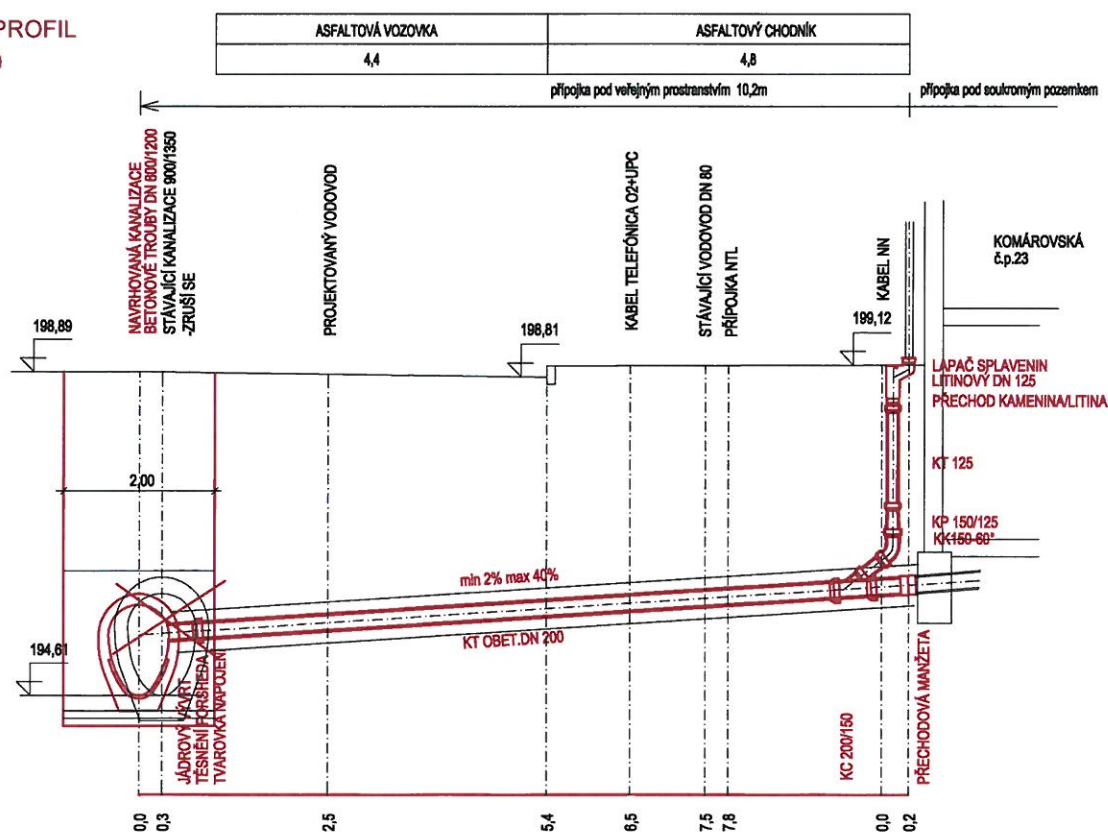 PROFIL
ASFALTOVÁ VOZOVKA
ASFALTOVÝ CHODNÍK
4,4
4,8
přípojka pod veřejným prostranstvím 10,2m
přípojka pod soukromým pozemkem
NAVRHOVANÁ KANALIZACE
BETONOVÉ TROUBY DN 800/1200
STÁVAJÍCÍ KANALIZACE 900/1350
-ZRUŠÍ SE
PROJEKTOVANÝ VODOVOD
KABEL TELEFÓNICA O2+UPC
STÁVAJÍCÍ VODOVOD DN 80
PŘÍPOJKA NTL
KABEL NN
KOMÁROVSKÁ
č.p.23
198,89
198,81
199,12
LAPAČ SPLAVENIN
LITINOVÝ DN 125
PŘECHOD KAMENINA/LITINA
2,00
KT 125
KP 150/125
KK150-60°
min 2% max 40%
KT OBET.DN 200
194,61
JÁDROVÝ VÝVRT
TĚSNĚNÍ FORSHEDA
TVAROVKA NAPOJENÍ
KC 200/150
PŘECHODOVÁ MANŽETA
0,0
0,3
2,5
5,4
6,5
7,5
7,8
0,0
0,2